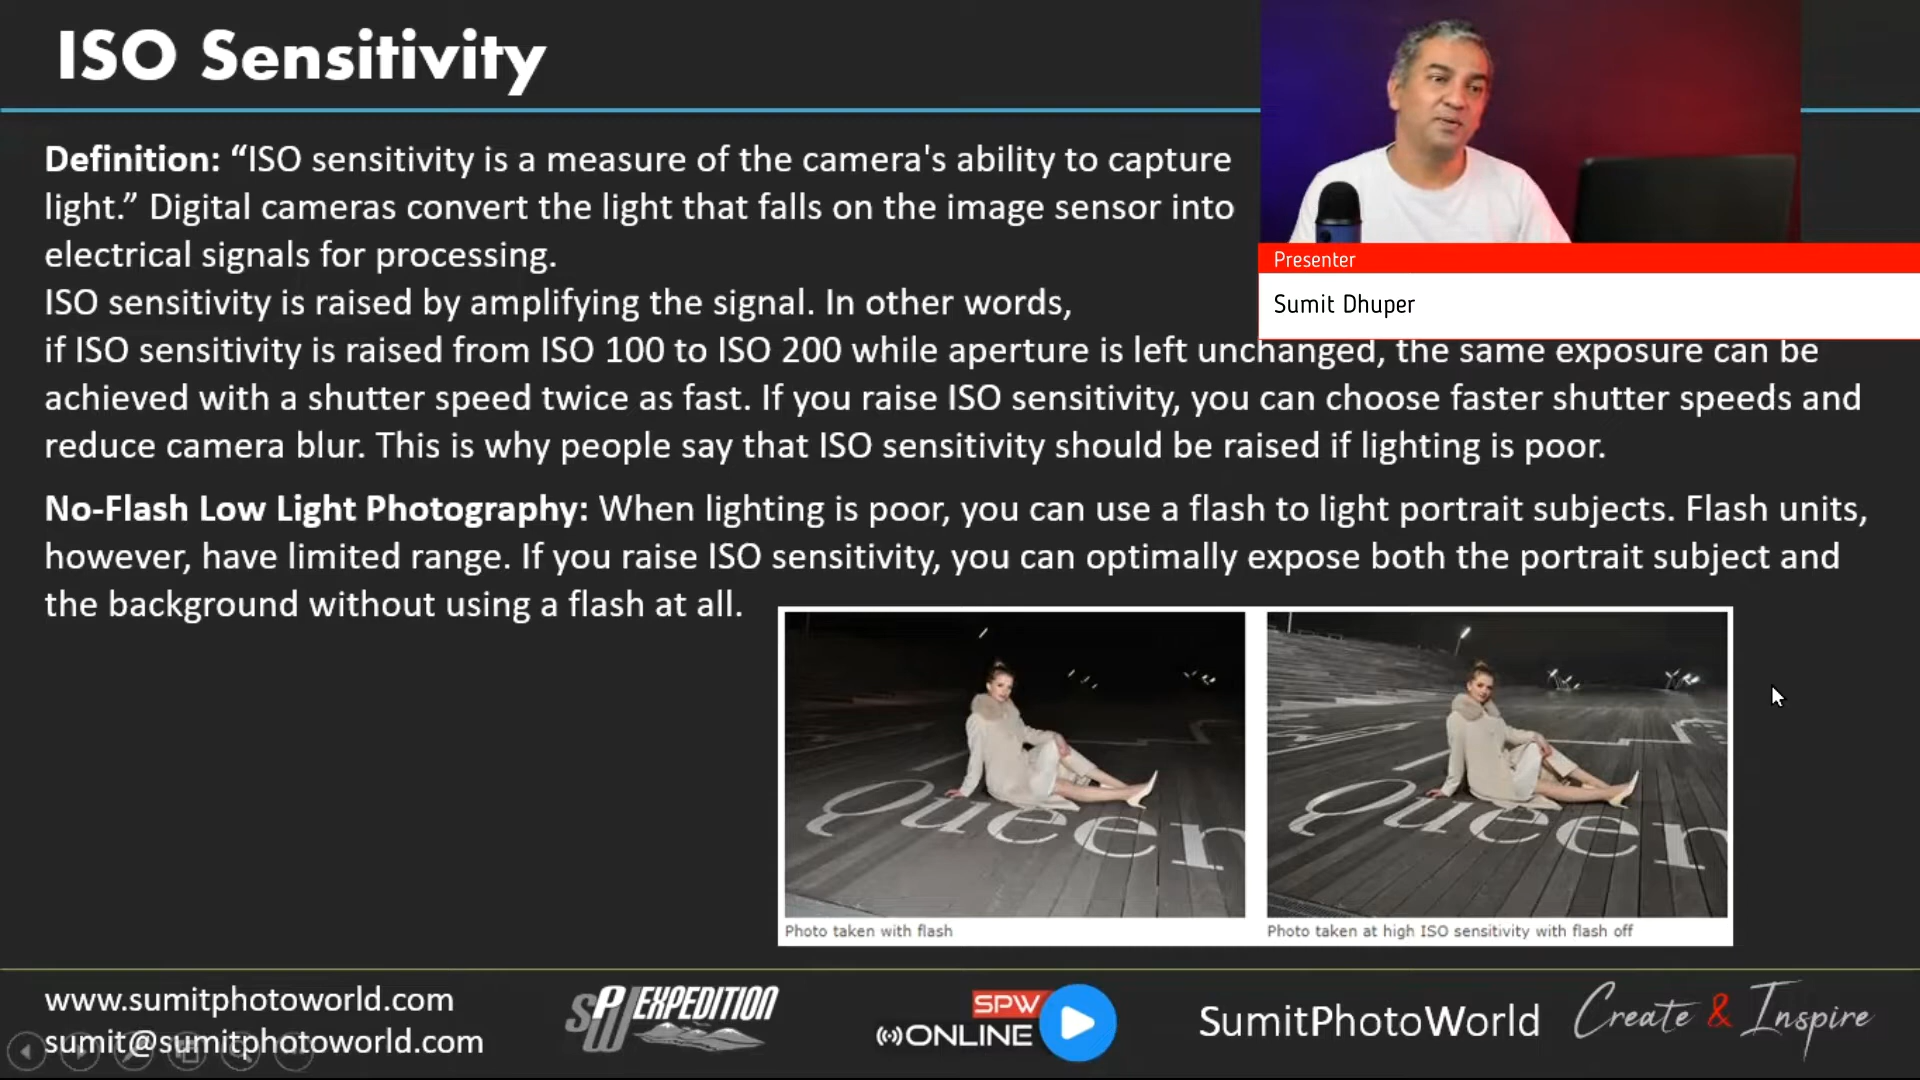 ISO Sensitivity
Definition: “ISO sensitivity is a measure of the camera's ability to capture
light.” Digital cameras convert the light that falls on the image sensor into
electrical signals for processing.
ISO sensitivity is raised by amplifying the signal. In other words,
if ISO sensitivity is raised from ISO 100 to ISO 200 while aperture is left unchanged, the same exposure can be
achieved with a shutter speed twice as fast. If you raise ISO sensitivity, you can choose faster shutter speeds and
reduce camera blur. This is why people say that ISO sensitivity should be raised if lighting is poor.
Presenter
Sumit Dhuper
No-Flash Low Light Photography: When lighting is poor, you can use a flash to light portrait subjects. Flash units,
however, have limited range. If you raise ISO sensitivity, you can optimally expose both the portrait subject and
the background without using a flash at all.
Queen
Queen
Photo taken with flash
Photo taken at high ISO sensitivity with flash off
www.sumitphotoworld.com
sumit@sumitphotoworld.com
SPW EXPEDITION
SPW
ONLINE
SumitPhotoWorld
Create & Inspire